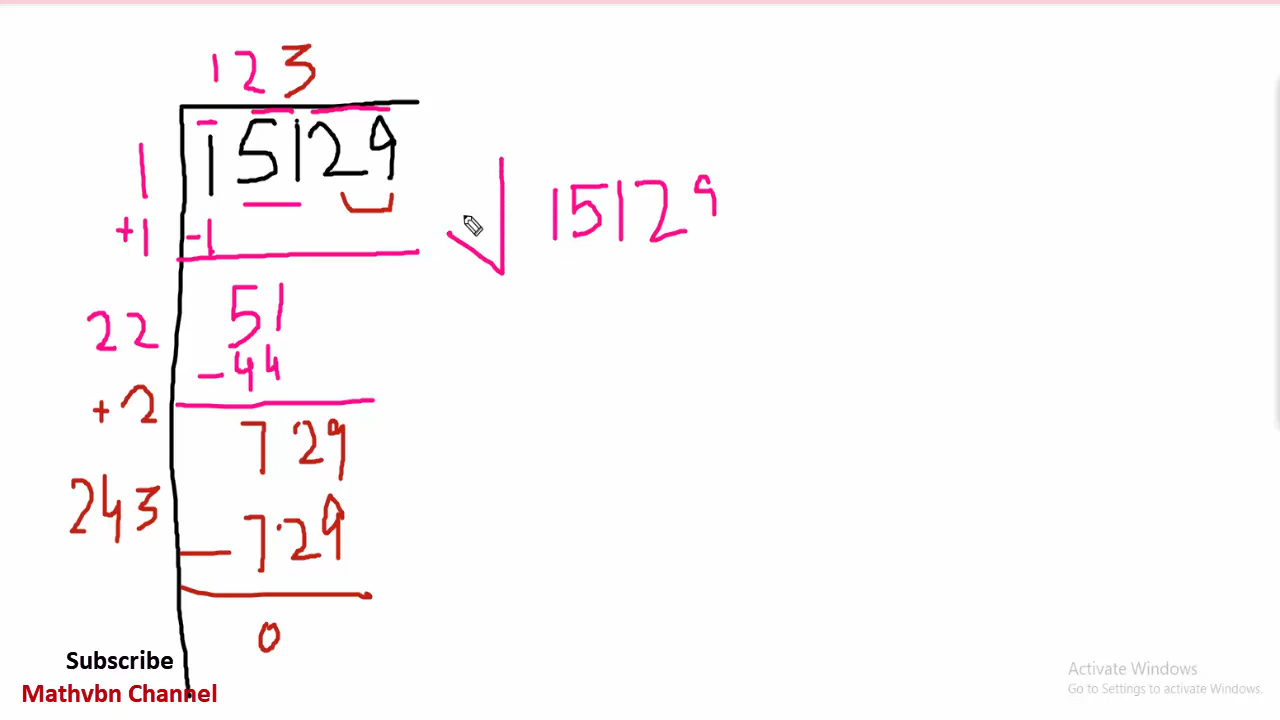 123
1 15129
+1 -1
√15129
22 51
-44
+2
729
243
- 729
0
Subscribe
Mathvbn Channel
Activate Windows
Go to Settings to activate Windows.